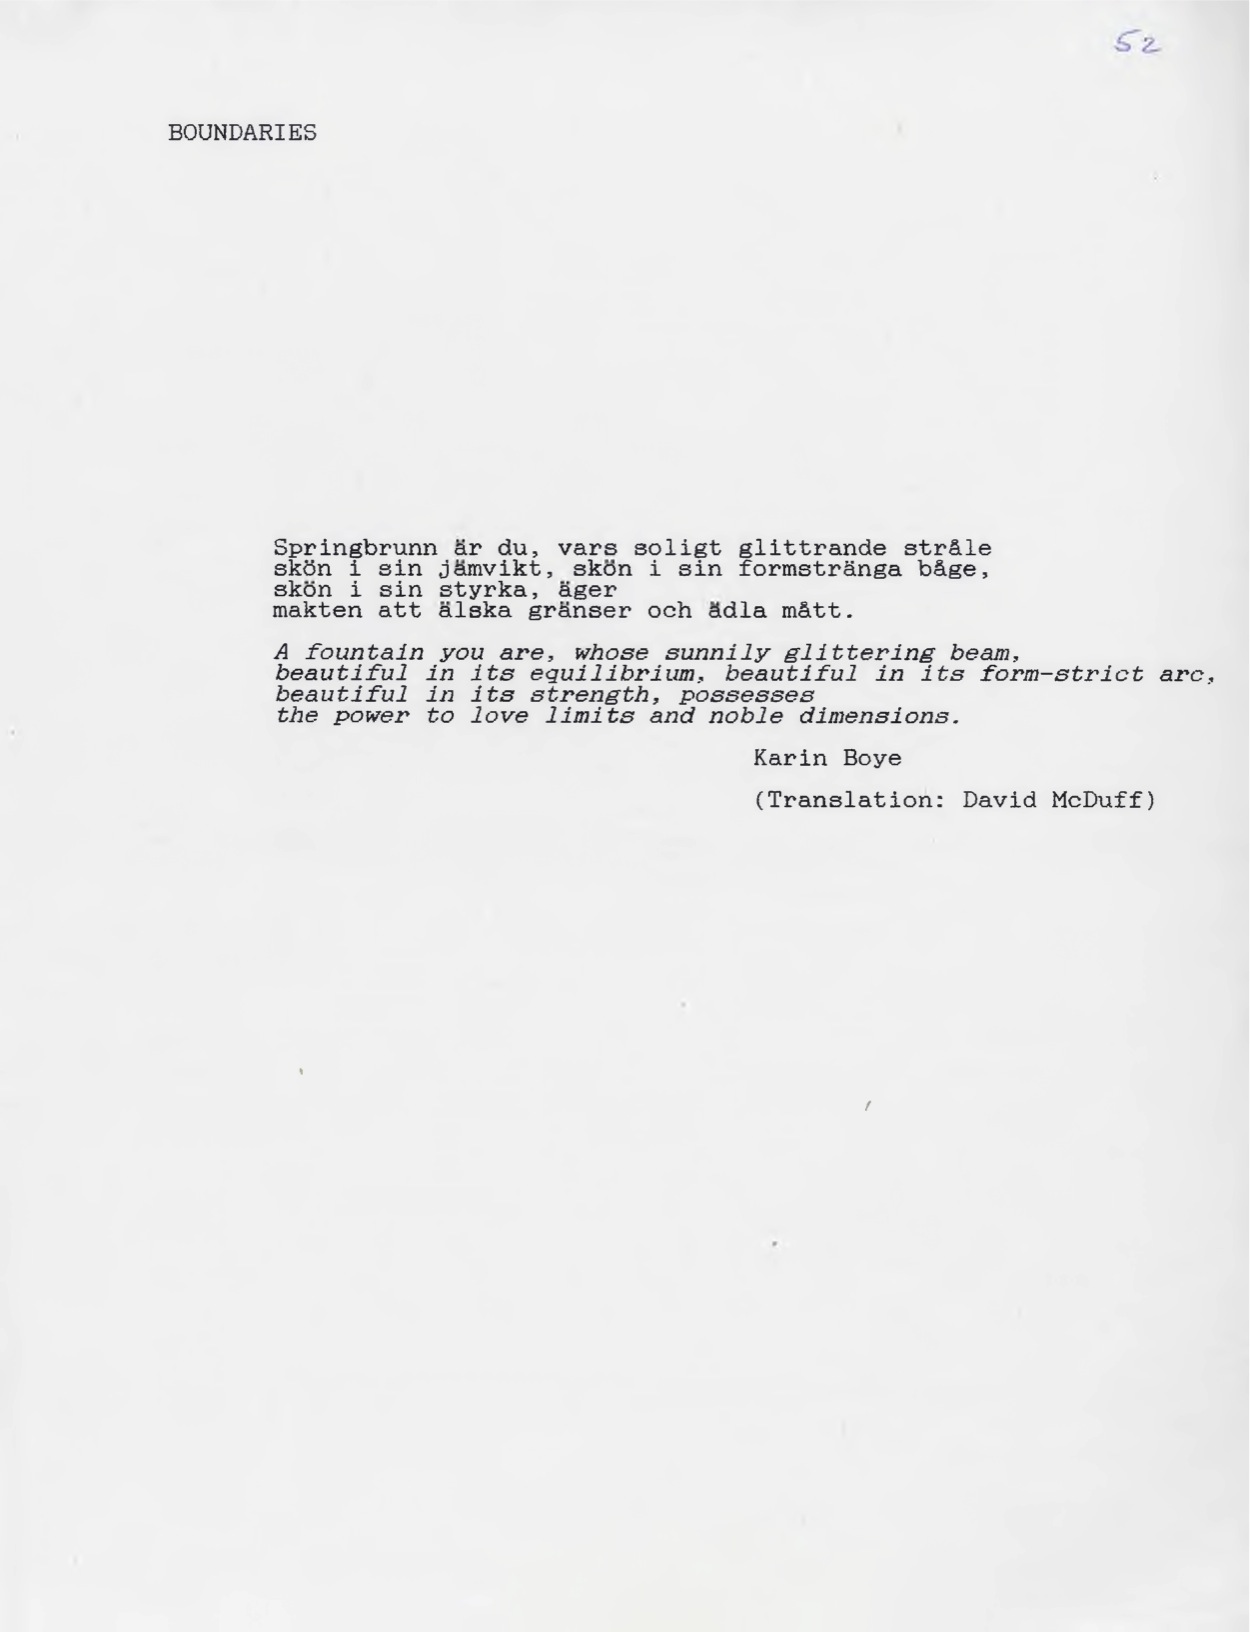 52
BOUNDARIES
Springbrunn är du, vars soligt glittrande stråle
skön i sin jämvikt, skön i sin formstränga båge,
skön i sin styrka, äger
makten att älska gränser och ädla mått.
A fountain you are, whose sunnily glittering beam,
beautiful in its equilibrium, beautiful in its form-strict arc,
beautiful in its strength, possesses
the power to love limits and noble dimensions.
Karin Boye
(Translation: David McDuff)